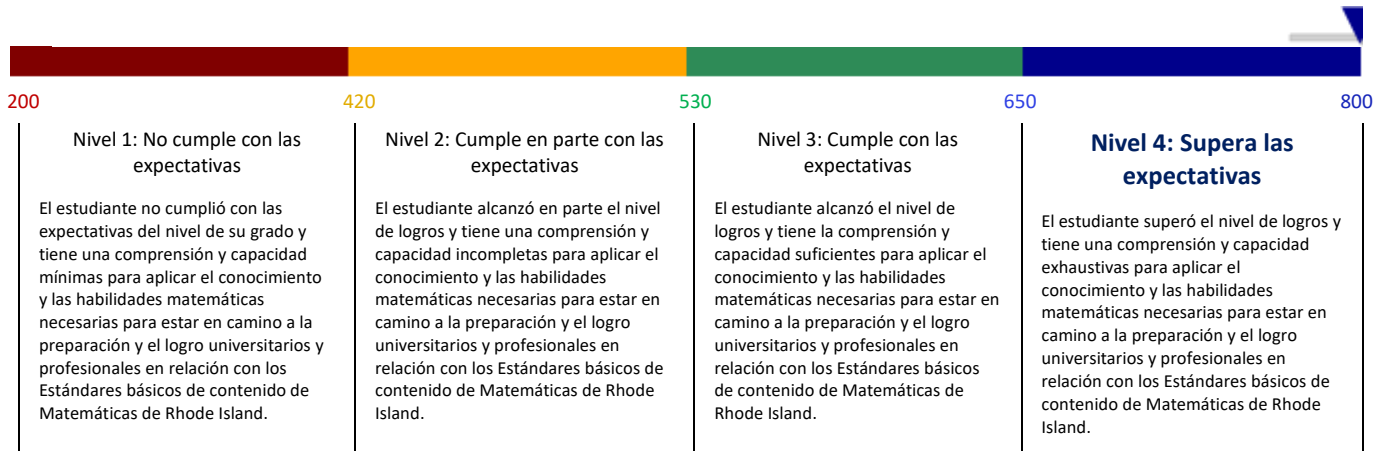 200
420
530
650
800
Nivel 1: No cumple con las
expectativas
El estudiante no cumplió con las
expectativas del nivel de su grado y
tiene una comprensión y capacidad
mínimas para aplicar el conocimiento
y las habilidades matemáticas
necesarias para estar en camino a la
preparación y el logro universitarios y
profesionales en relación con los
Estándares básicos de contenido de
Matemáticas de Rhode Island.
Nivel 2: Cumple en parte con las
expectativas
El estudiante alcanzó en parte el nivel
de logros y tiene una comprensión y
capacidad incompletas para aplicar el
conocimiento y las habilidades
matemáticas necesarias para estar en
camino a la preparación y el logro
universitarios y profesionales en
relación con los Estándares básicos de
contenido de Matemáticas de Rhode
Island.
Nivel 3: Cumple con las
expectativas
El estudiante alcanzó el nivel de
logros y tiene la comprensión y
capacidad suficientes para aplicar el
conocimiento y las habilidades
matemáticas necesarias para estar en
camino a la preparación y el logro
universitarios y profesionales en
relación con los Estándares básicos
de contenido de Matemáticas de
Rhode Island.
Nivel 4: Supera las
expectativas
El estudiante superó el nivel de logros y
tiene una comprensión y capacidad
exhaustivas para aplicar el
conocimiento y las habilidades
matemáticas necesarias para estar en
camino a la preparación y el logro
universitarios y profesionales en
relación con los Estándares básicos de
contenido de Matemáticas de Rhode
Island.